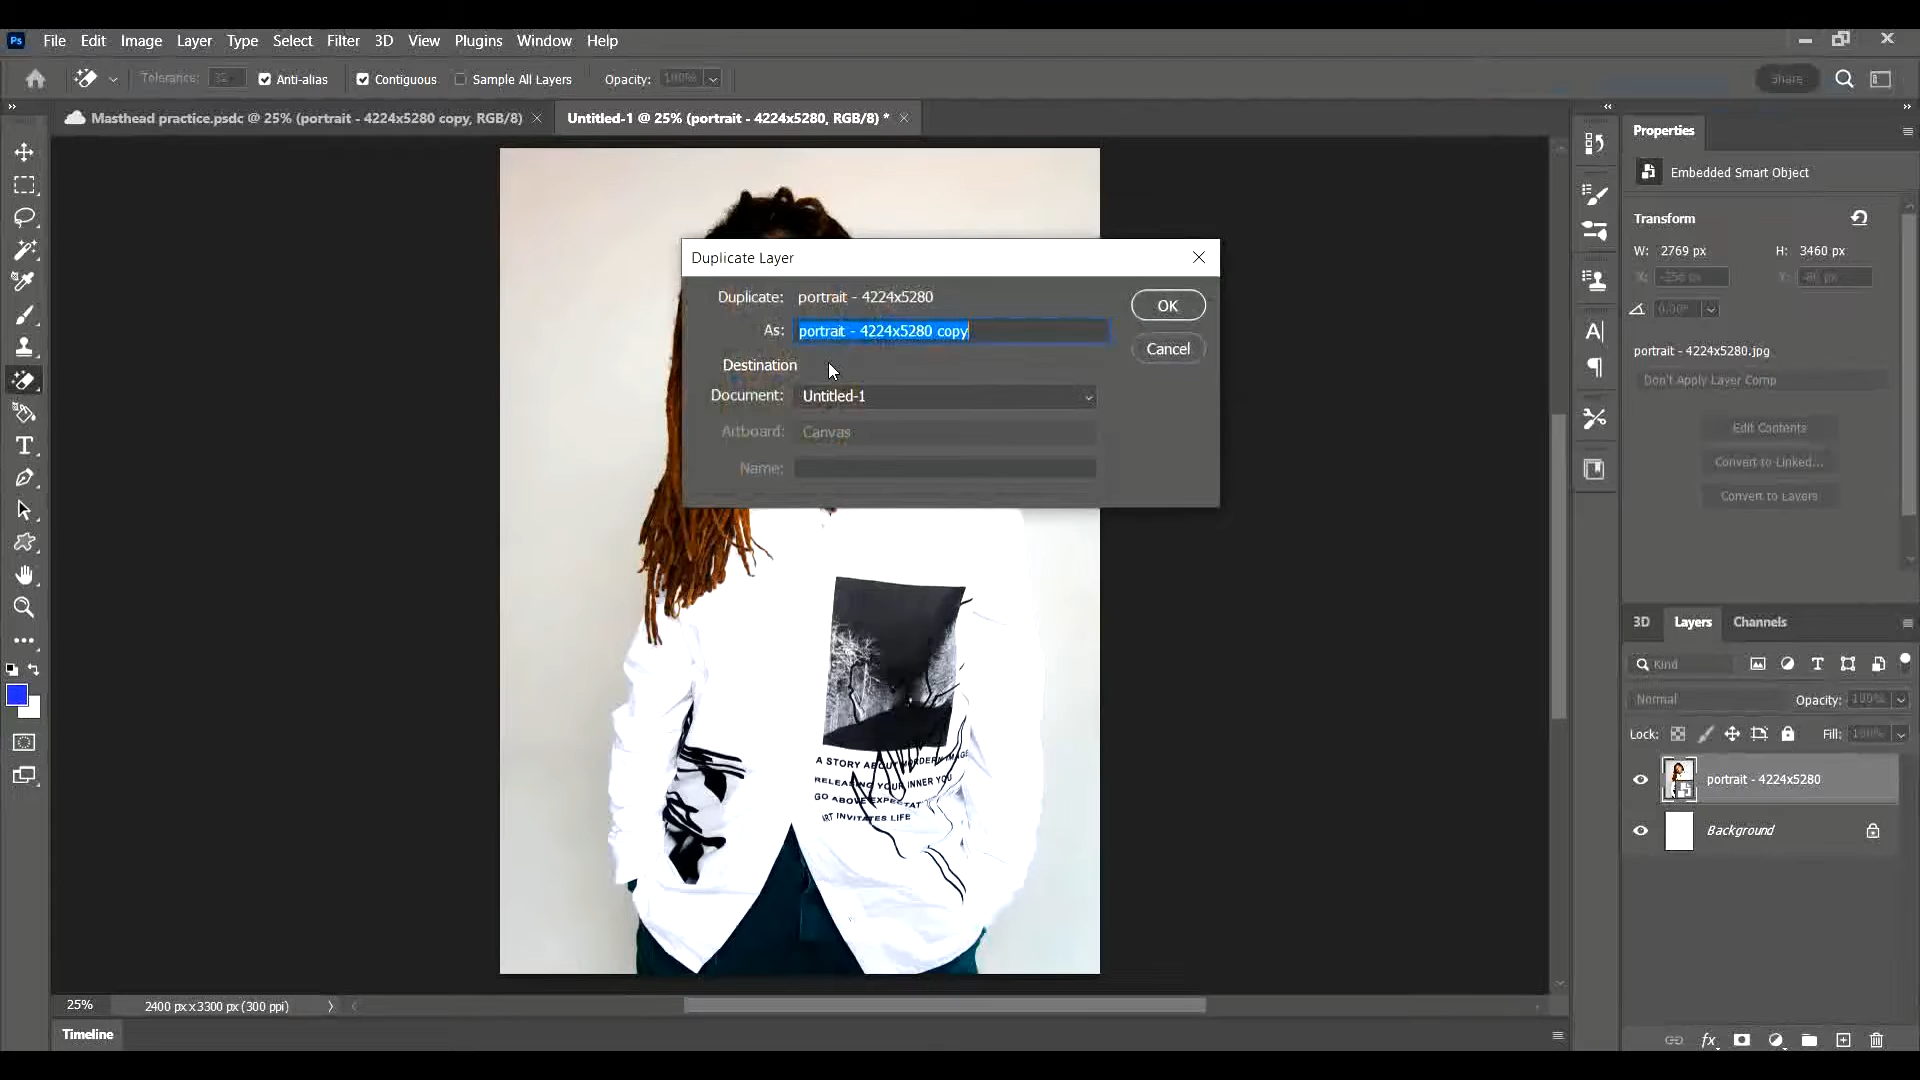 Ps File Edit Image Layer Type Select Filter 3D View Plugins Window Help
Tolerance: 32 Anti-alias Contiguous Sample All Layers Opacity: 100% Share
Masthead practice.psdc @ 25% (portrait - 4224x5280 copy, RGB/8) × Untitled-1 @ 25% (portrait - 4224x5280, RGB/8) * ×
Properties
Embedded Smart Object
Transform
W: 2769 px H: 3460 px
X: Y:
0.00°
portrait - 4224x5280.jpg
Don't Apply Layer Comp
Edit Contents
Convert to Linked...
Convert to Layers
Duplicate Layer
Duplicate: portrait - 4224x5280
As: portrait - 4224x5280 copy
Destination
Document: Untitled-1
Artboard: Canvas
Name:
OK
Cancel
A STORY ABOUT MORDERN IMAGE
RELEASING YOUR INNER YOU
GO ABOVE EXPECTAT
ART INVITATES LIFE
3D Layers Channels
Kind
Normal Opacity: 100%
Lock: Fill: 100%
portrait - 4224x5280
Background
25% 2400 px x 3300 px (300 ppi)
Timeline